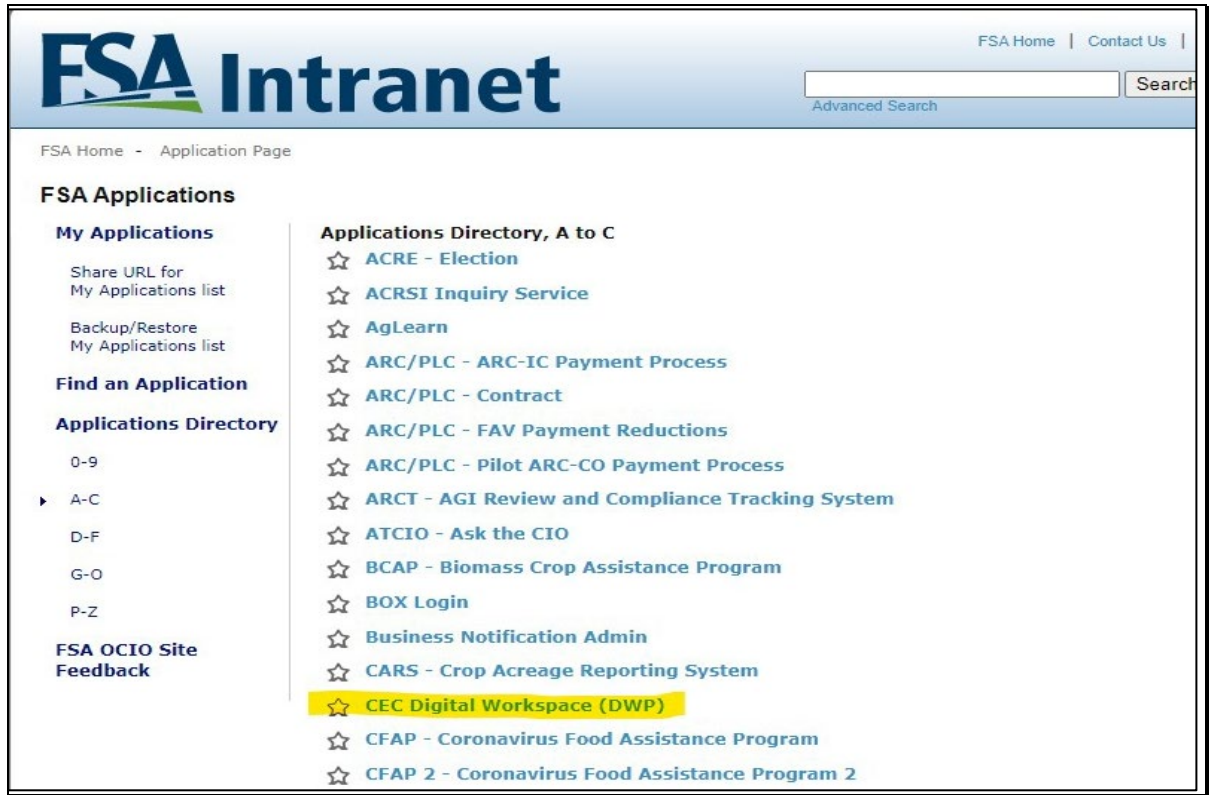 FSA Intranet
FSA Home | Contact Us |
Search
Advanced Search
FSA Home - Application Page
FSA Applications
My Applications
Share URL for
My Applications list
Backup/Restore
My Applications list
Find an Application
Applications Directory
0-9
A-C
D-F
G-O
P-Z
FSA OCIO Site
Feedback
Applications Directory, A to C
ACRE - Election
ACRSI Inquiry Service
AgLearn
ARC/PLC - ARC-IC Payment Process
ARC/PLC - Contract
ARC/PLC - FAV Payment Reductions
ARC/PLC - Pilot ARC-CO Payment Process
ARCT - AGI Review and Compliance Tracking System
ATCIO - Ask the CIO
BCAP - Biomass Crop Assistance Program
BOX Login
Business Notification Admin
CARS - Crop Acreage Reporting System
CEC Digital Workspace (DWP)
CFAP - Coronavirus Food Assistance Program
CFAP 2 - Coronavirus Food Assistance Program 2